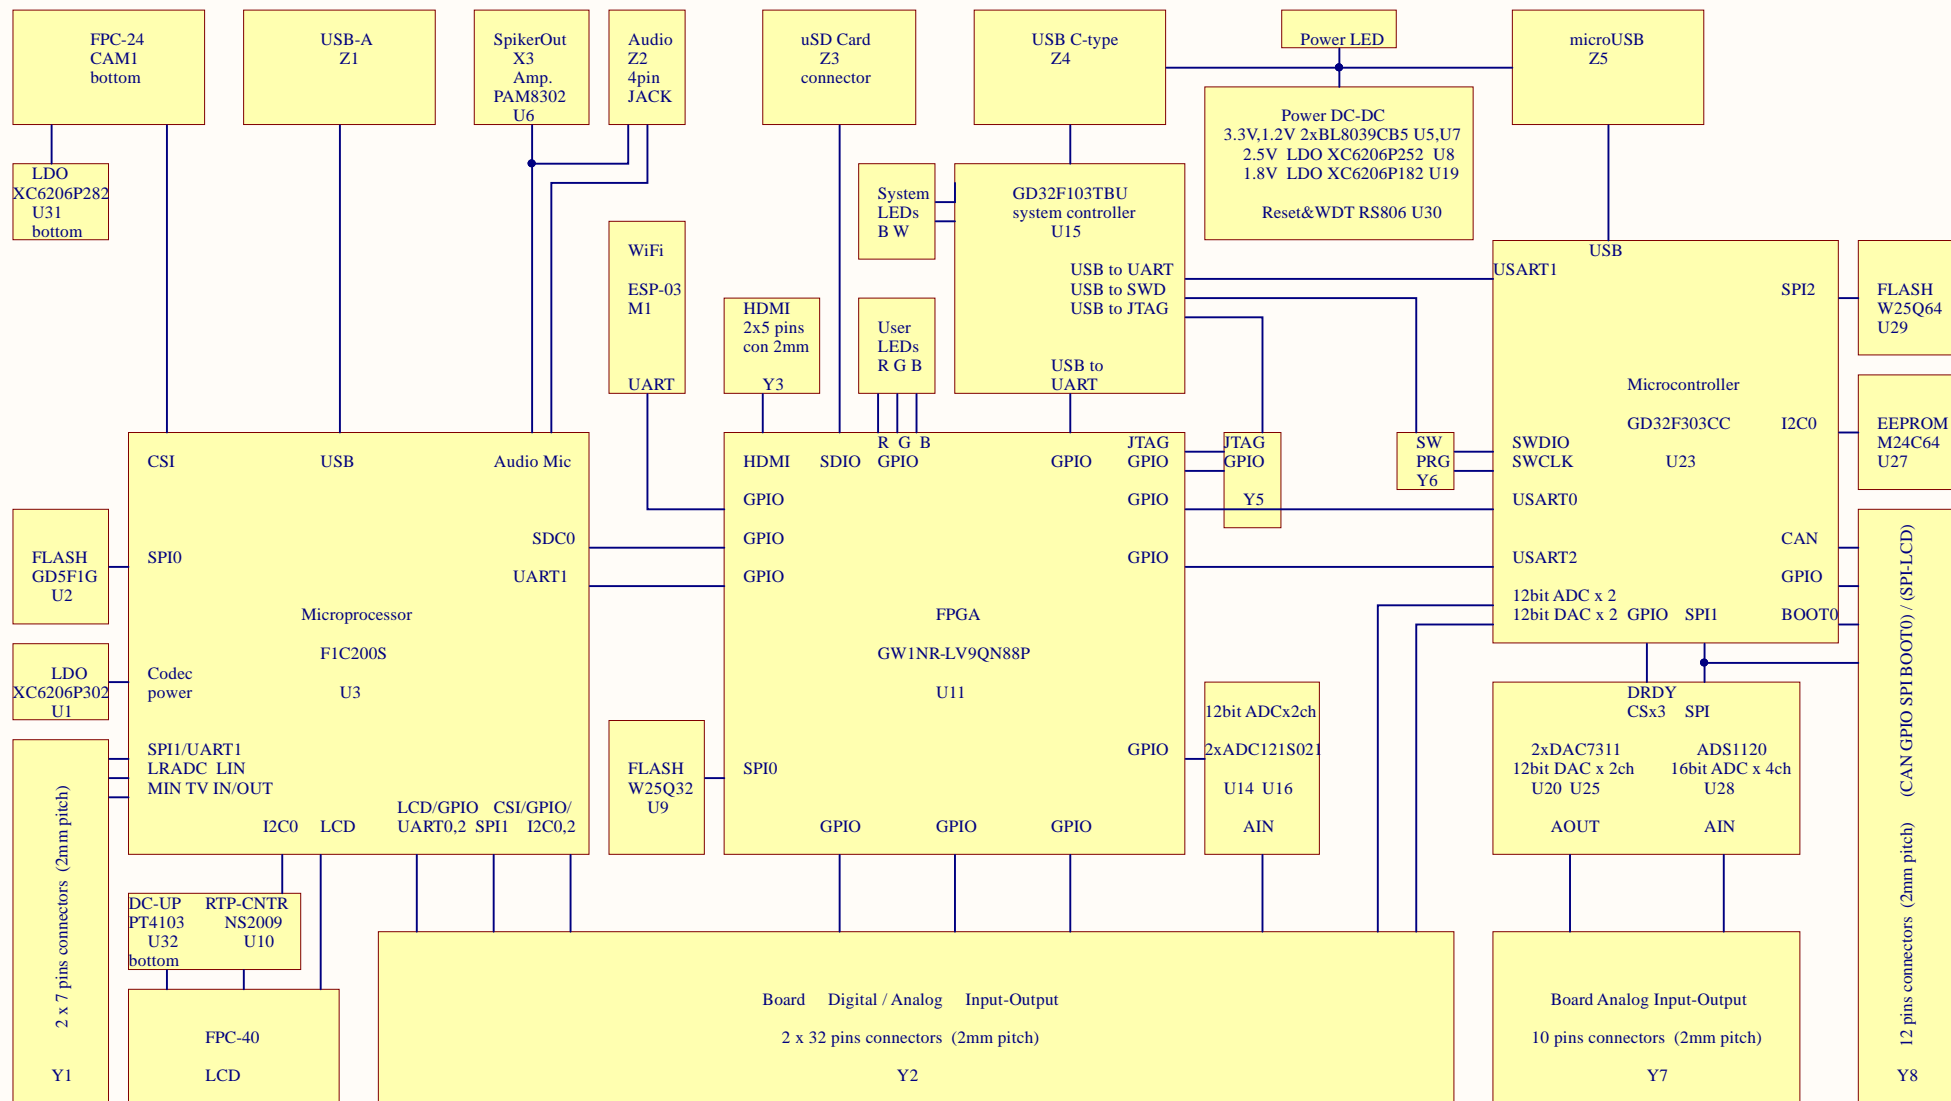 FPC-24
CAM1
bottom
USB-A
Z1
SpikerOut
X3
Amp.
PAM8302
U6
Audio
Z2
4pin
JACK
uSD Card
Z3
connector
USB C-type
Z4
Power LED
microUSB
Z5
Power DC-DC
3.3V,1.2V 2xBL8039CB5 U5,U7
2.5V LDO XC6206P252 U8
1.8V LDO XC6206P182 U19
Reset&WDT RS806 U30
LDO
XC6206P282
U31
bottom
System
LEDs
B W
GD32F103TBU
system controller
U15
USB to UART
USB to SWD
USB to JTAG
USB to
UART
WiFi
ESP-03
M1
UART
HDMI
2x5 pins
con 2mm
Y3
User
LEDs
R G B
USB
USART1
SPI2
Microcontroller
GD32F303CC
U23
I2C0
SWDIO
SWCLK
USART0
CAN
USART2
GPIO
12bit ADC x 2
12bit DAC x 2 GPIO SPI1 BOOT0
FLASH
W25Q64
U29
EEPROM
M24C64
U27
CSI USB Audio Mic
SDC0
SPI0
UART1
Microprocessor
F1C200S
U3
Codec
power
SPI1/UART1
LRADC LIN
MIN TV IN/OUT
LCD/GPIO CSI/GPIO/
I2C0 LCD UART0,2 SPI1 I2C0,2
R G B JTAG
HDMI SDIO GPIO GPIO GPIO
GPIO GPIO
GPIO
GPIO
GPIO
FPGA
GW1NR-LV9QN88P
U11
GPIO
SPI0
GPIO GPIO GPIO
JTAG
GPIO
Y5
SW
PRG
Y6
FLASH
GD5F1G
U2
LDO
XC6206P302
U1
FLASH
W25Q32
U9
12bit ADCx2ch
2xADC121S021
U14 U16
AIN
DRDY
CSx3 SPI
2xDAC7311 ADS1120
12bit DAC x 2ch 16bit ADC x 4ch
U20 U25 U28
AOUT AIN
DC-UP RTP-CNTR
PT4103 NS2009
U32 U10
bottom
2 x 7 pins connectors (2mm pitch)
Y1
FPC-40
LCD
Board Digital / Analog Input-Output
2 x 32 pins connectors (2mm pitch)
Y2
Board Analog Input-Output
10 pins connectors (2mm pitch)
Y7
12 pins connectors (2mm pitch) (CAN GPIO SPI BOOT0) / (SPI-LCD)
Y8